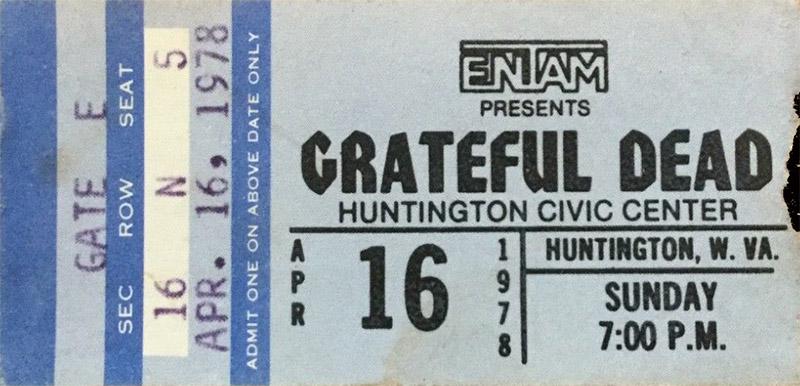 GATE E
SEC ROW SEAT
16 N 5
APR. 16, 1978
ADMIT ONE ON ABOVE DATE ONLY
ENTAM
PRESENTS
GRATEFUL DEAD
HUNTINGTON CIVIC CENTER
APR 16 1978
HUNTINGTON, W. VA.
SUNDAY
7:00 P.M.